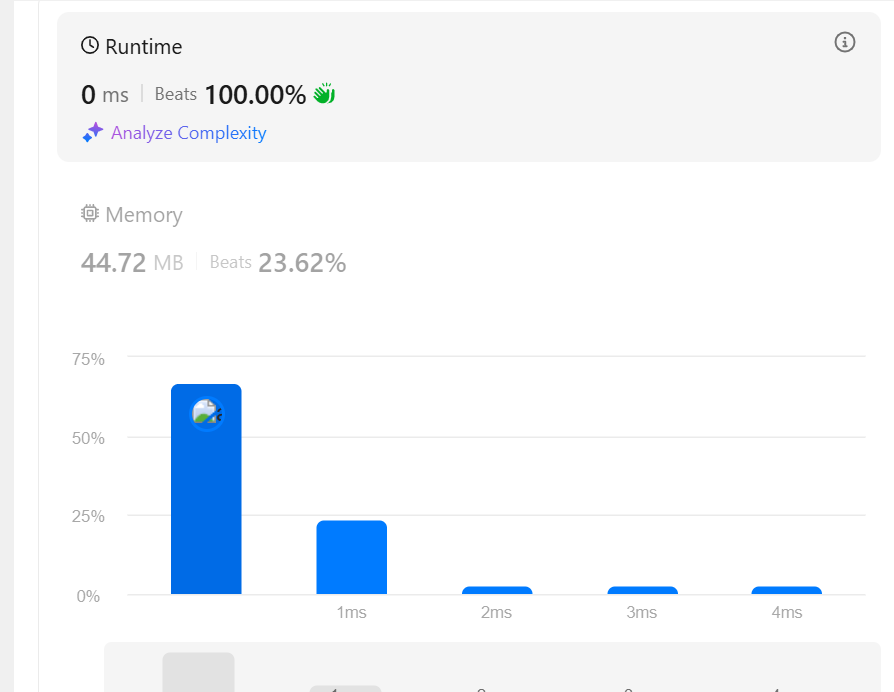 Runtime
0 ms Beats 100.00%
Analyze Complexity
Memory
44.72 MB Beats 23.62%
75%
50%
25%
0%
1ms 2ms 3ms 4ms